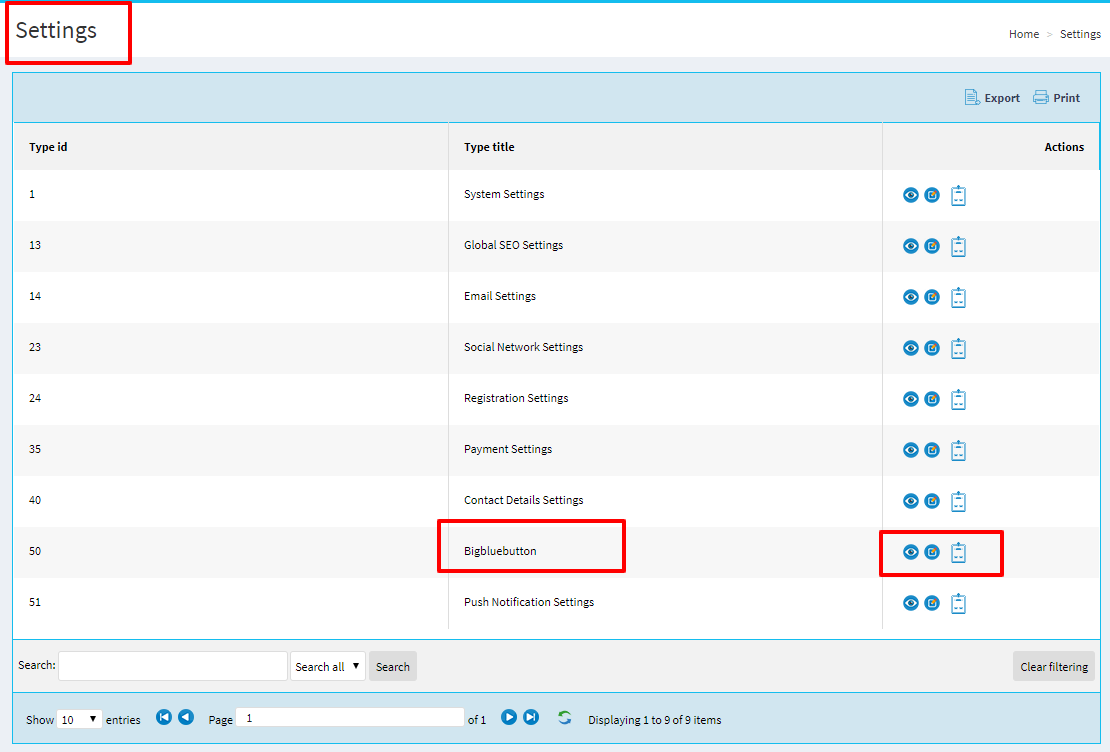 Settings
Home > Settings
Export Print
Type id Type title Actions
1 System Settings
13 Global SEO Settings
14 Email Settings
23 Social Network Settings
24 Registration Settings
35 Payment Settings
40 Contact Details Settings
50 Bigbluebutton
51 Push Notification Settings
Search: Search all Search Clear filtering
Show 10 entries Page 1 of 1 Displaying 1 to 9 of 9 items